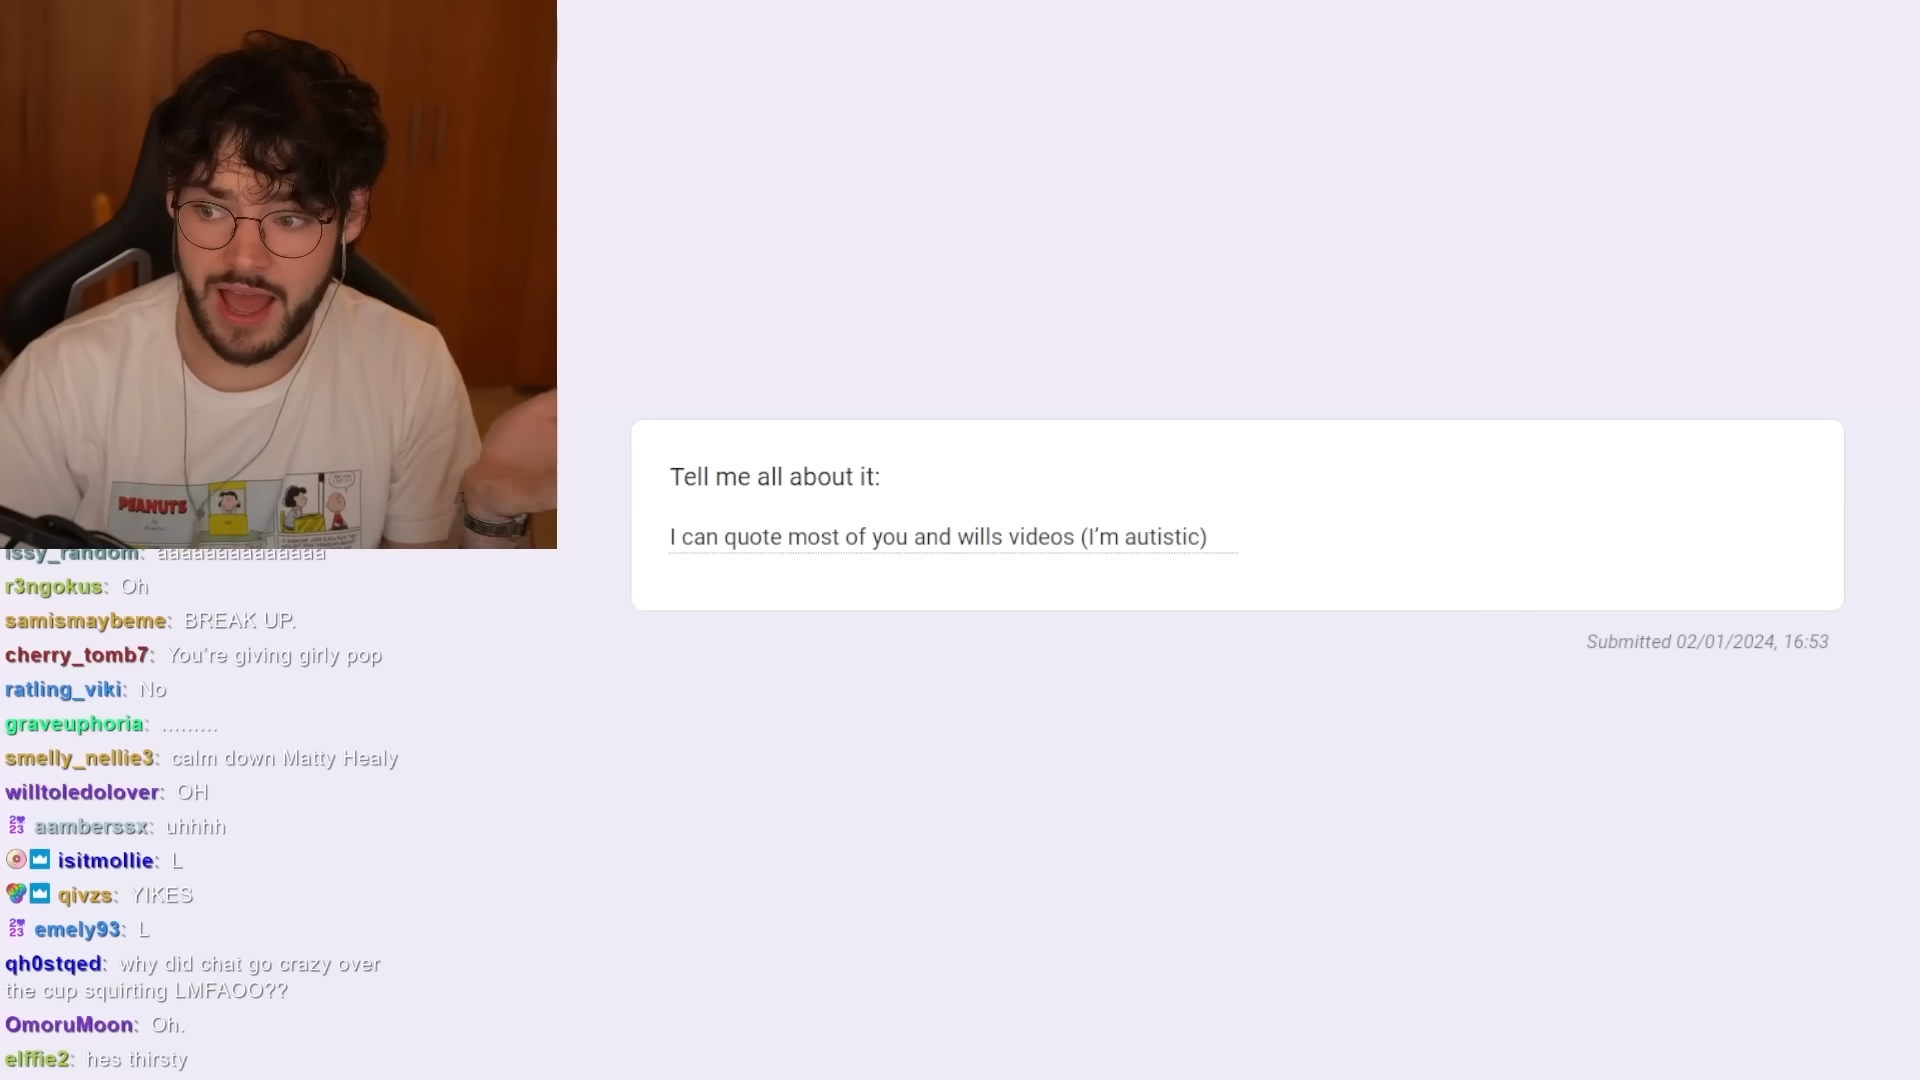 PEANUTS
by
Tell me all about it:
I can quote most of you and wills videos (I’m autistic)
Submitted 02/01/2024, 16:53
issy_random: aaaaaaaaaaaaaaa
r3ngokus: Oh
samismaybeme: BREAK UP.
cherry_tomb7: You're giving girly pop
ratling_viki: No
graveuphoria: .........
smelly_nellie3: calm down Matty Healy
willtoledolover: OH
aamberssx: uhhhh
isitmollie: L
qivzs: YIKES
emely93: L
qh0stqed: why did chat go crazy over
the cup squirting LMFAOO??
OmoruMoon: Oh.
elffie2: hes thirsty